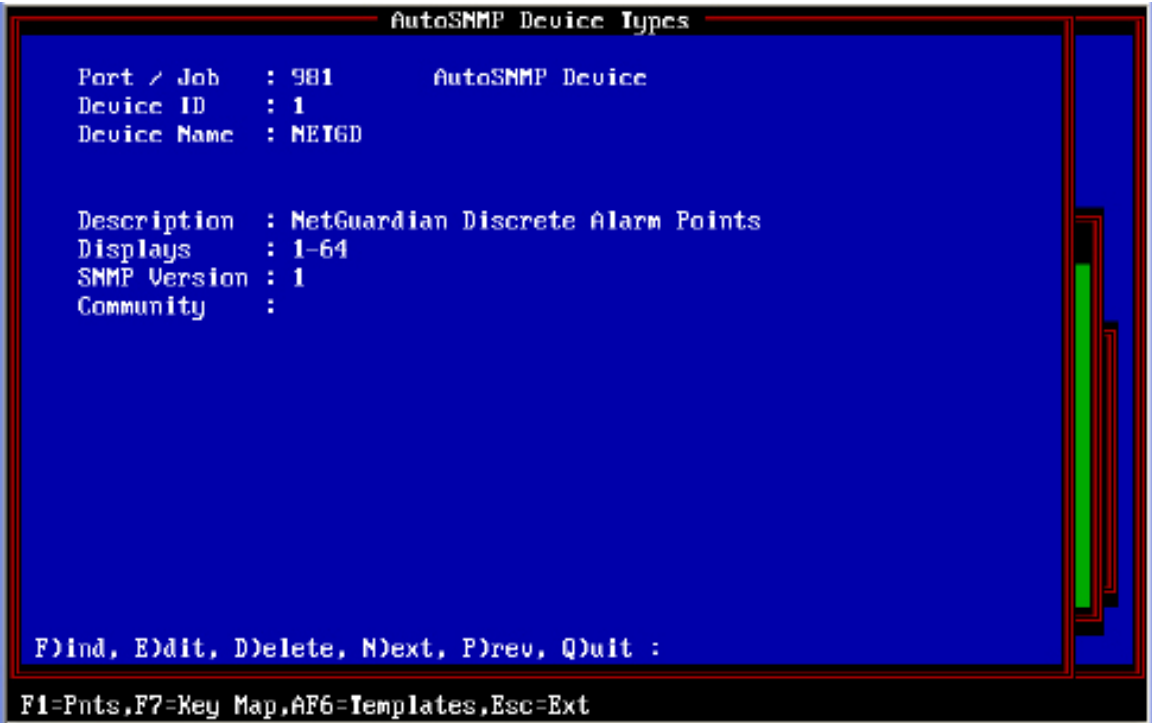 AutoSNMP Device Types
Port / Job : 981 AutoSNMP Device
Device ID : 1
Device Name : NETGD
Description : NetGuardian Discrete Alarm Points
Displays : 1-64
SNMP Version : 1
Community :
F)ind, E)dit, D)elete, N)ext, P)rev, Q)uit :
F1=Pnts,F7=Key Map,AF6=Templates,Esc=Ext